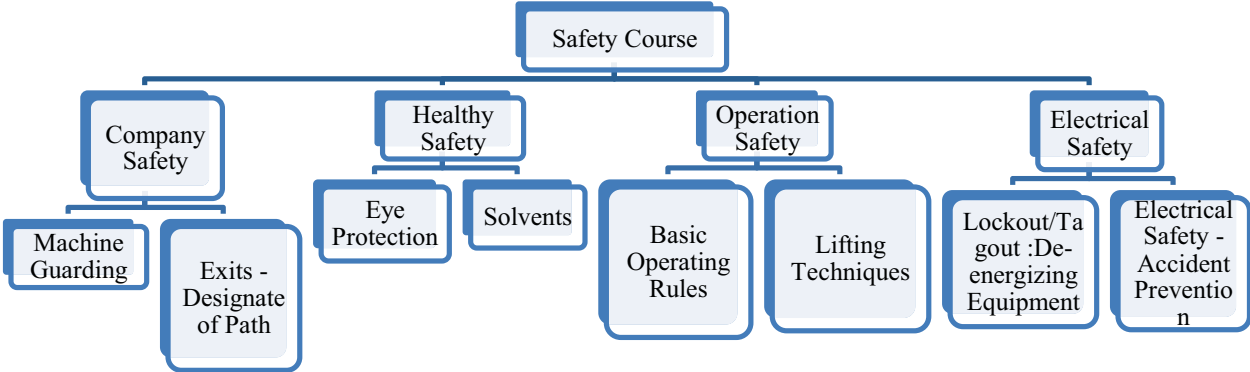 Safety Course
Company
Safety
Healthy
Safety
Operation
Safety
Electrical
Safety
Machine
Guarding
Exits -
Designate
of Path
Eye
Protection
Solvents
Basic
Operating
Rules
Lifting
Techniques
Lockout/Ta
gout :De-
energizing
Equipment
Electrical
Safety -
Accident
Preventio
n